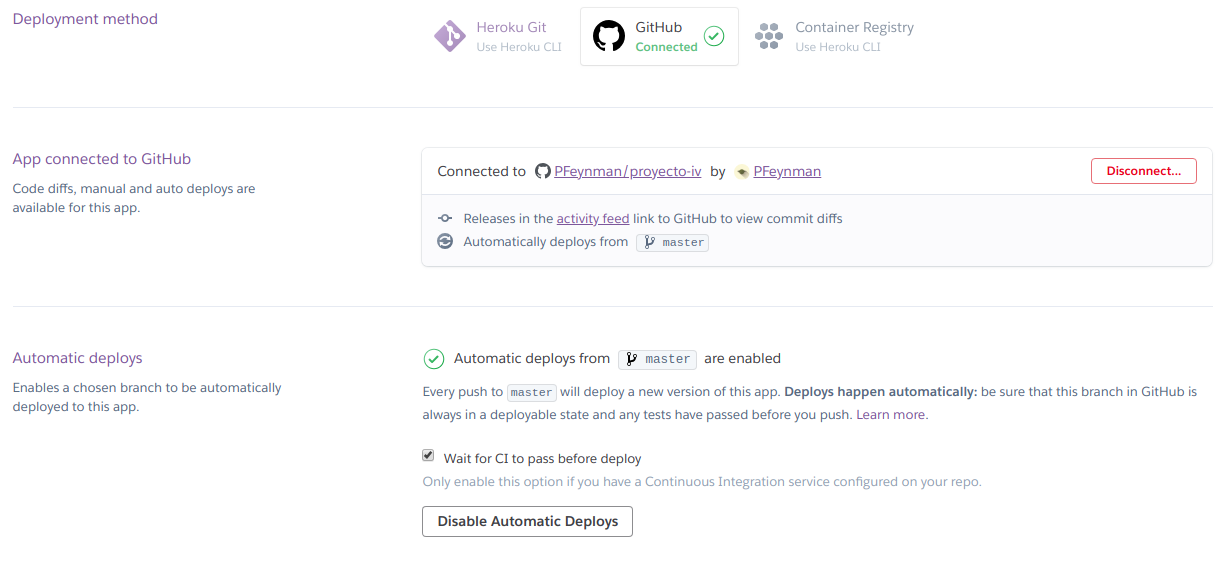 Deployment method
Heroku Git
Use Heroku CLI
GitHub
Connected
Container Registry
Use Heroku CLI
App connected to GitHub
Code diffs, manual and auto deploys are
available for this app.
Connected to PFeynman/proyecto-iv by PFeynman
Disconnect...
Releases in the activity feed link to GitHub to view commit diffs
Automatically deploys from master
Automatic deploys
Enables a chosen branch to be automatically
deployed to this app.
Automatic deploys from master are enabled
Every push to master will deploy a new version of this app. Deploys happen automatically: be sure that this branch in GitHub is
always in a deployable state and any tests have passed before you push. Learn more.
Wait for CI to pass before deploy
Only enable this option if you have a Continuous Integration service configured on your repo.
Disable Automatic Deploys